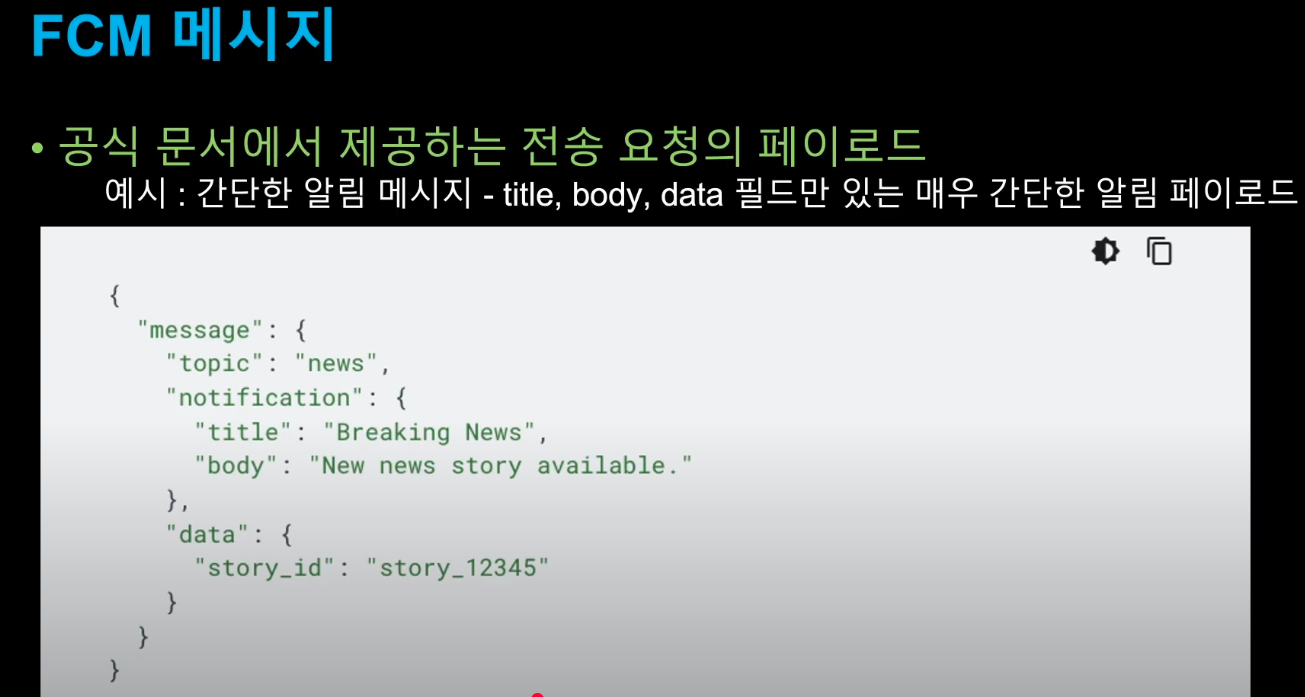 FCM 메시지
• 공식 문서에서 제공하는 전송 요청의 페이로드
예시 : 간단한 알림 메시지 - title, body, data 필드만 있는 매우 간단한 알림 페이로드
{
"message": {
"topic": "news",
"notification": {
"title": "Breaking News",
"body": "New news story available."
},
"data": {
"story_id": "story_12345"
}
}
}